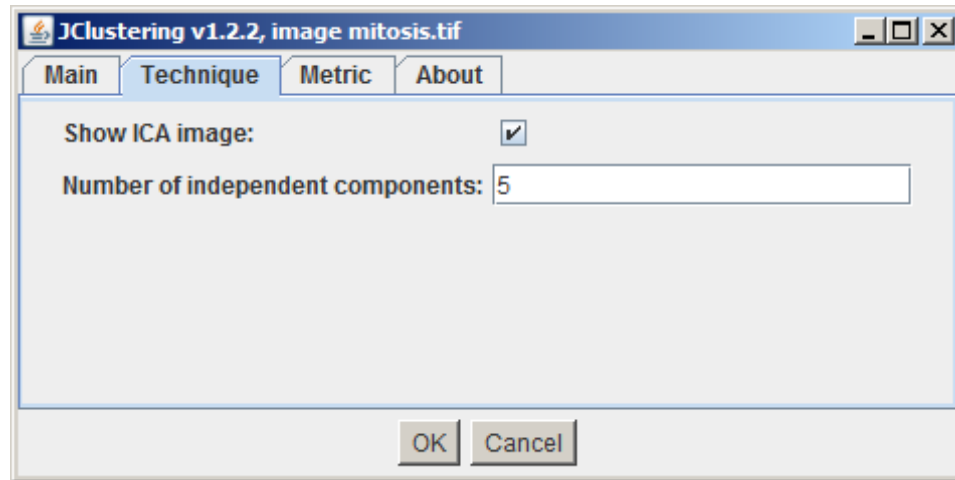 JClustering v1.2.2, image mitosis.tif
Main Technique Metric About
Show ICA image:
Number of independent components: 5
OK Cancel